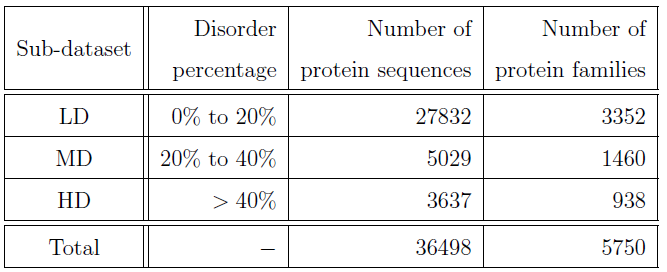 Sub-dataset Disorder percentage Number of protein sequences Number of protein families
LD 0% to 20% 27832 3352
MD 20% to 40% 5029 1460
HD > 40% 3637 938
Total − 36498 5750